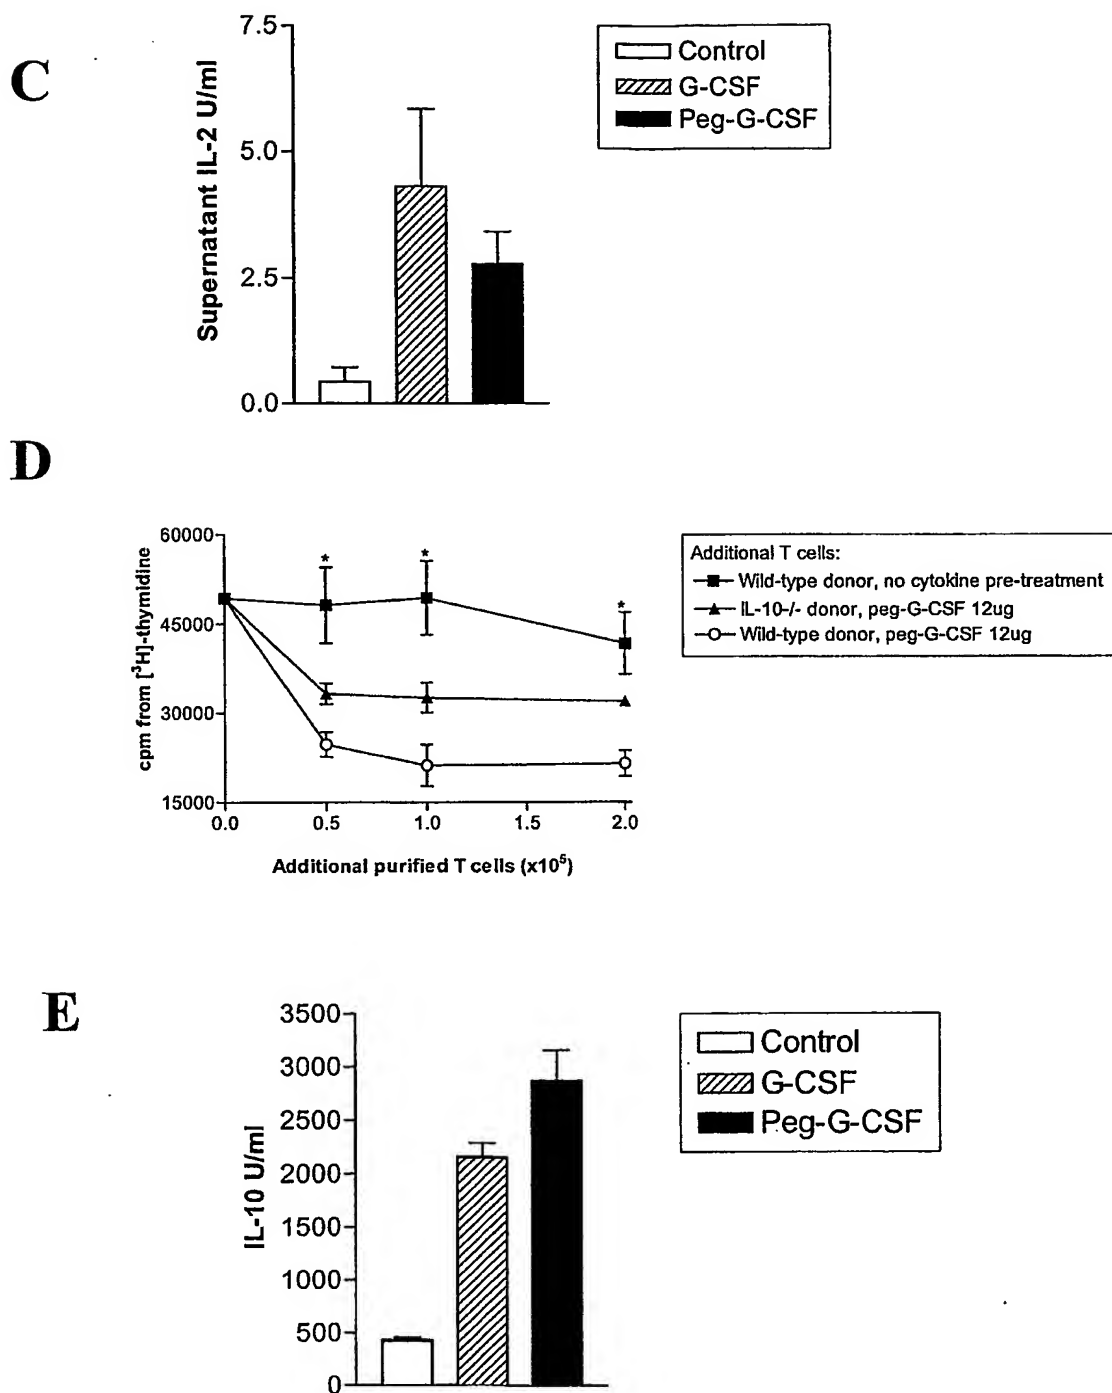 C
7.5
5.0
2.5
0.0
Supernatant IL-2 U/ml
Control
G-CSF
Peg-G-CSF
D
60000
45000
30000
15000
cpm from [³H]-thymidine
* * *
0.0 0.5 1.0 1.5 2.0
Additional purified T cells (x10⁵)
Additional T cells:
Wild-type donor, no cytokine pre-treatment
IL-10-/- donor, peg-G-CSF 12ug
Wild-type donor, peg-G-CSF 12ug
E
3500
3000
2500
2000
1500
1000
500
0
IL-10 U/ml
Control
G-CSF
Peg-G-CSF